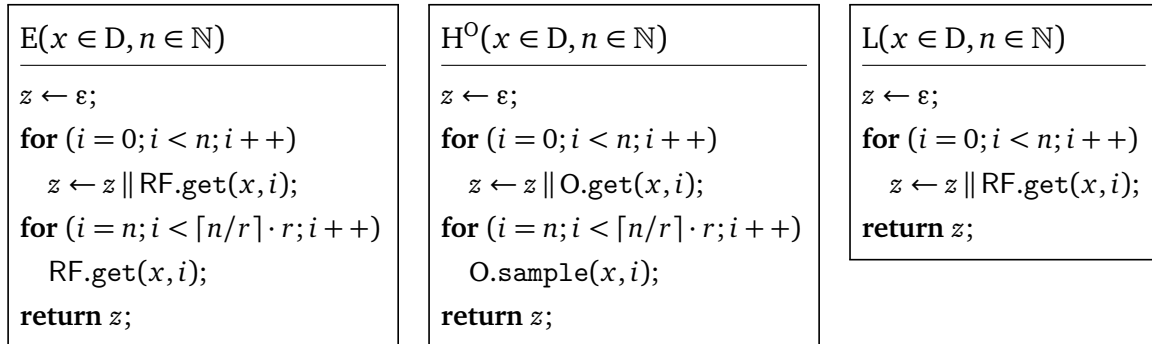 E(x ∈ D, n ∈ ℕ)
z ← ε;
for (i = 0; i < n; i ++)
z ← z ∥ RF.get(x, i);
for (i = n; i < ⌈n/r⌉ · r; i ++)
RF.get(x, i);
return z;
H^O(x ∈ D, n ∈ ℕ)
z ← ε;
for (i = 0; i < n; i ++)
z ← z ∥ O.get(x, i);
for (i = n; i < ⌈n/r⌉ · r; i ++)
O.sample(x, i);
return z;
L(x ∈ D, n ∈ ℕ)
z ← ε;
for (i = 0; i < n; i ++)
z ← z ∥ RF.get(x, i);
return z;